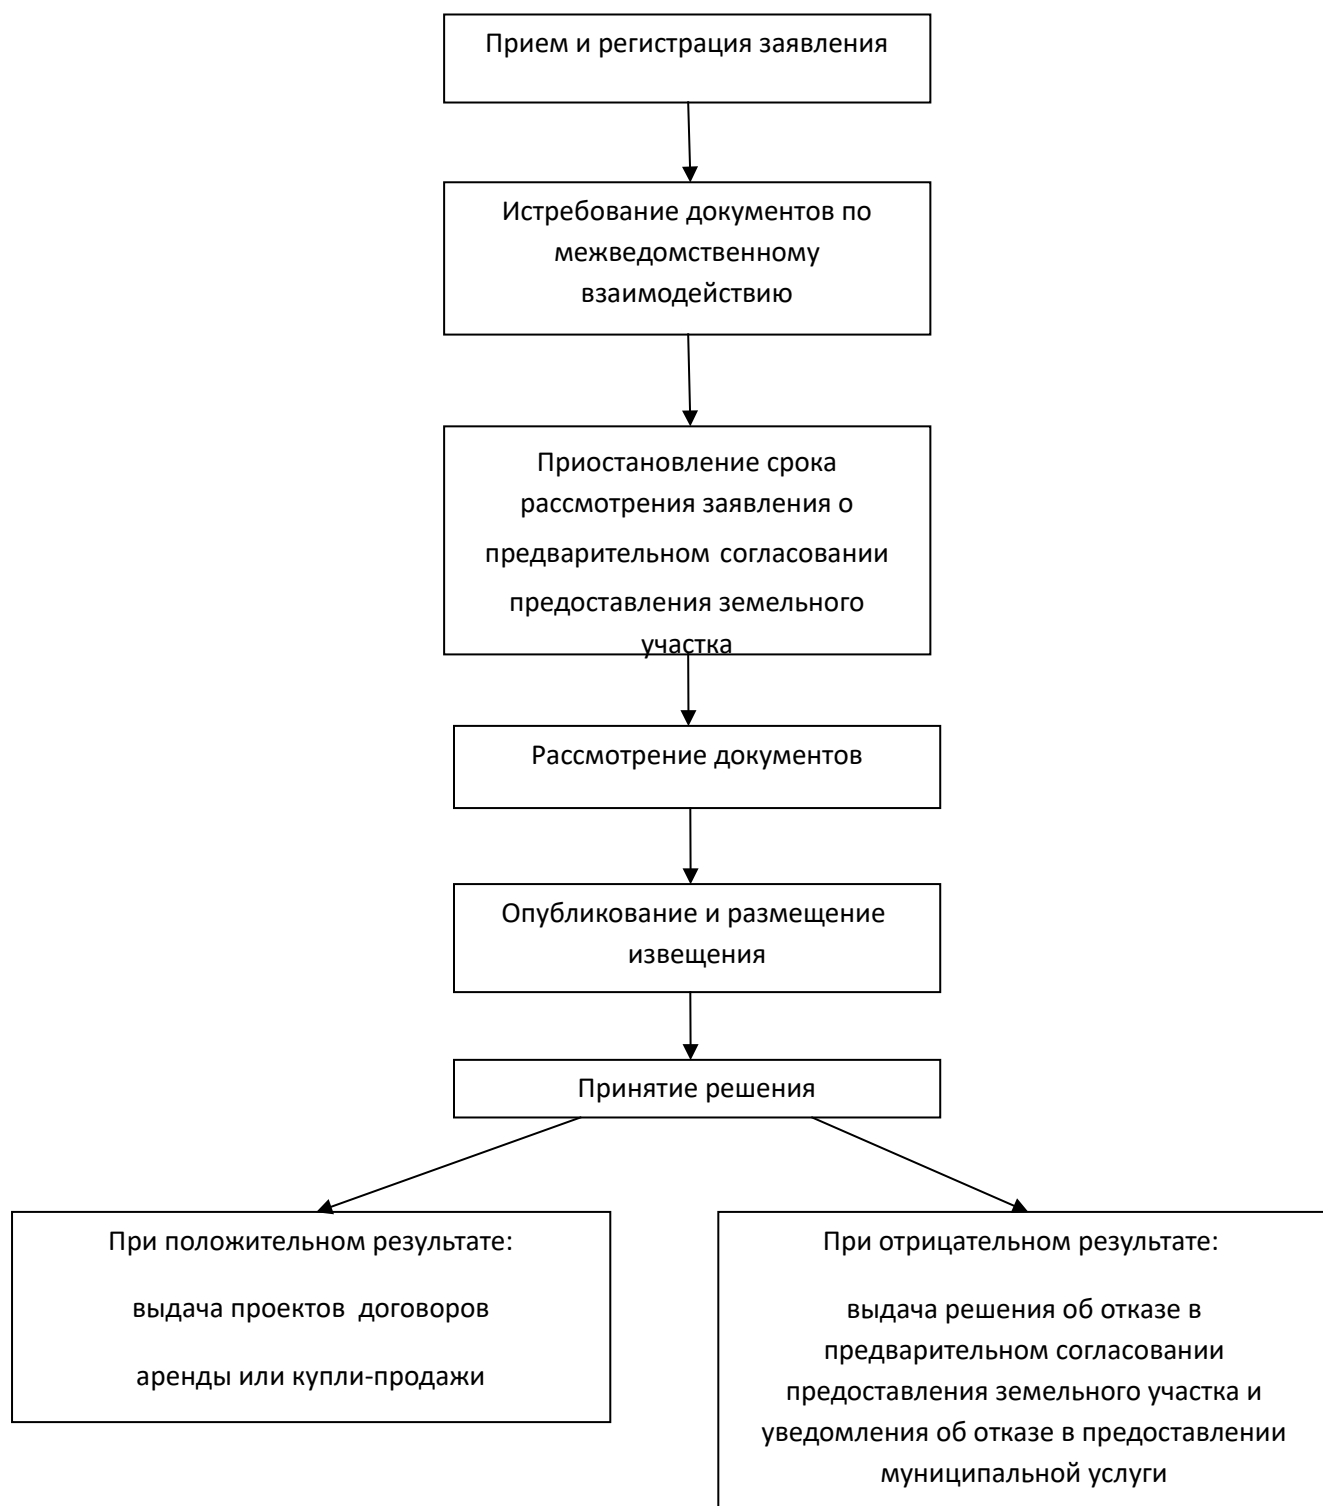 Прием и регистрация заявления
Истребование документов по
межведомственному
взаимодействию
Приостановление срока
рассмотрения заявления о
предварительном согласовании
предоставления земельного
участка
Рассмотрение документов
Опубликование и размещение
извещения
Принятие решения
При положительном результате:
выдача проектов договоров
аренды или купли-продажи
При отрицательном результате:
выдача решения об отказе в
предварительном согласовании
предоставления земельного участка и
уведомления об отказе в предоставлении
муниципальной услуги